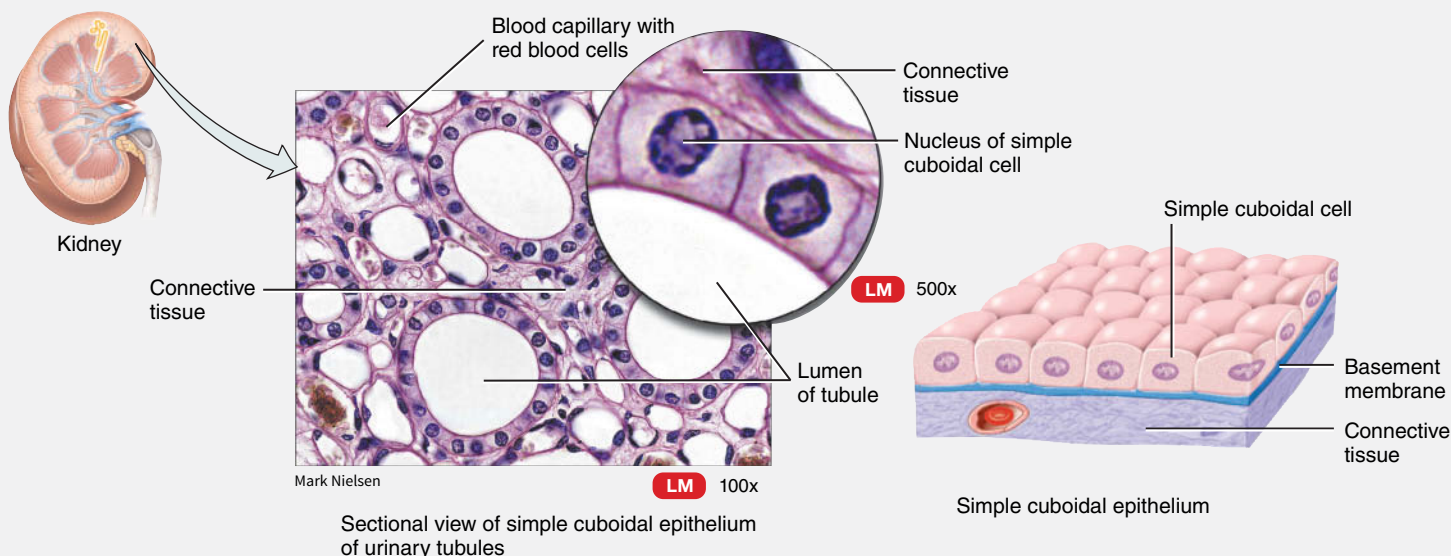 Blood capillary with
red blood cells
Connective
tissue
Nucleus of simple
cuboidal cell
Kidney
Simple cuboidal cell
Connective
tissue
LM 500x
Lumen
of tubule
Basement
membrane
Connective
tissue
Mark Nielsen
LM 100x
Sectional view of simple cuboidal epithelium
of urinary tubules
Simple cuboidal epithelium